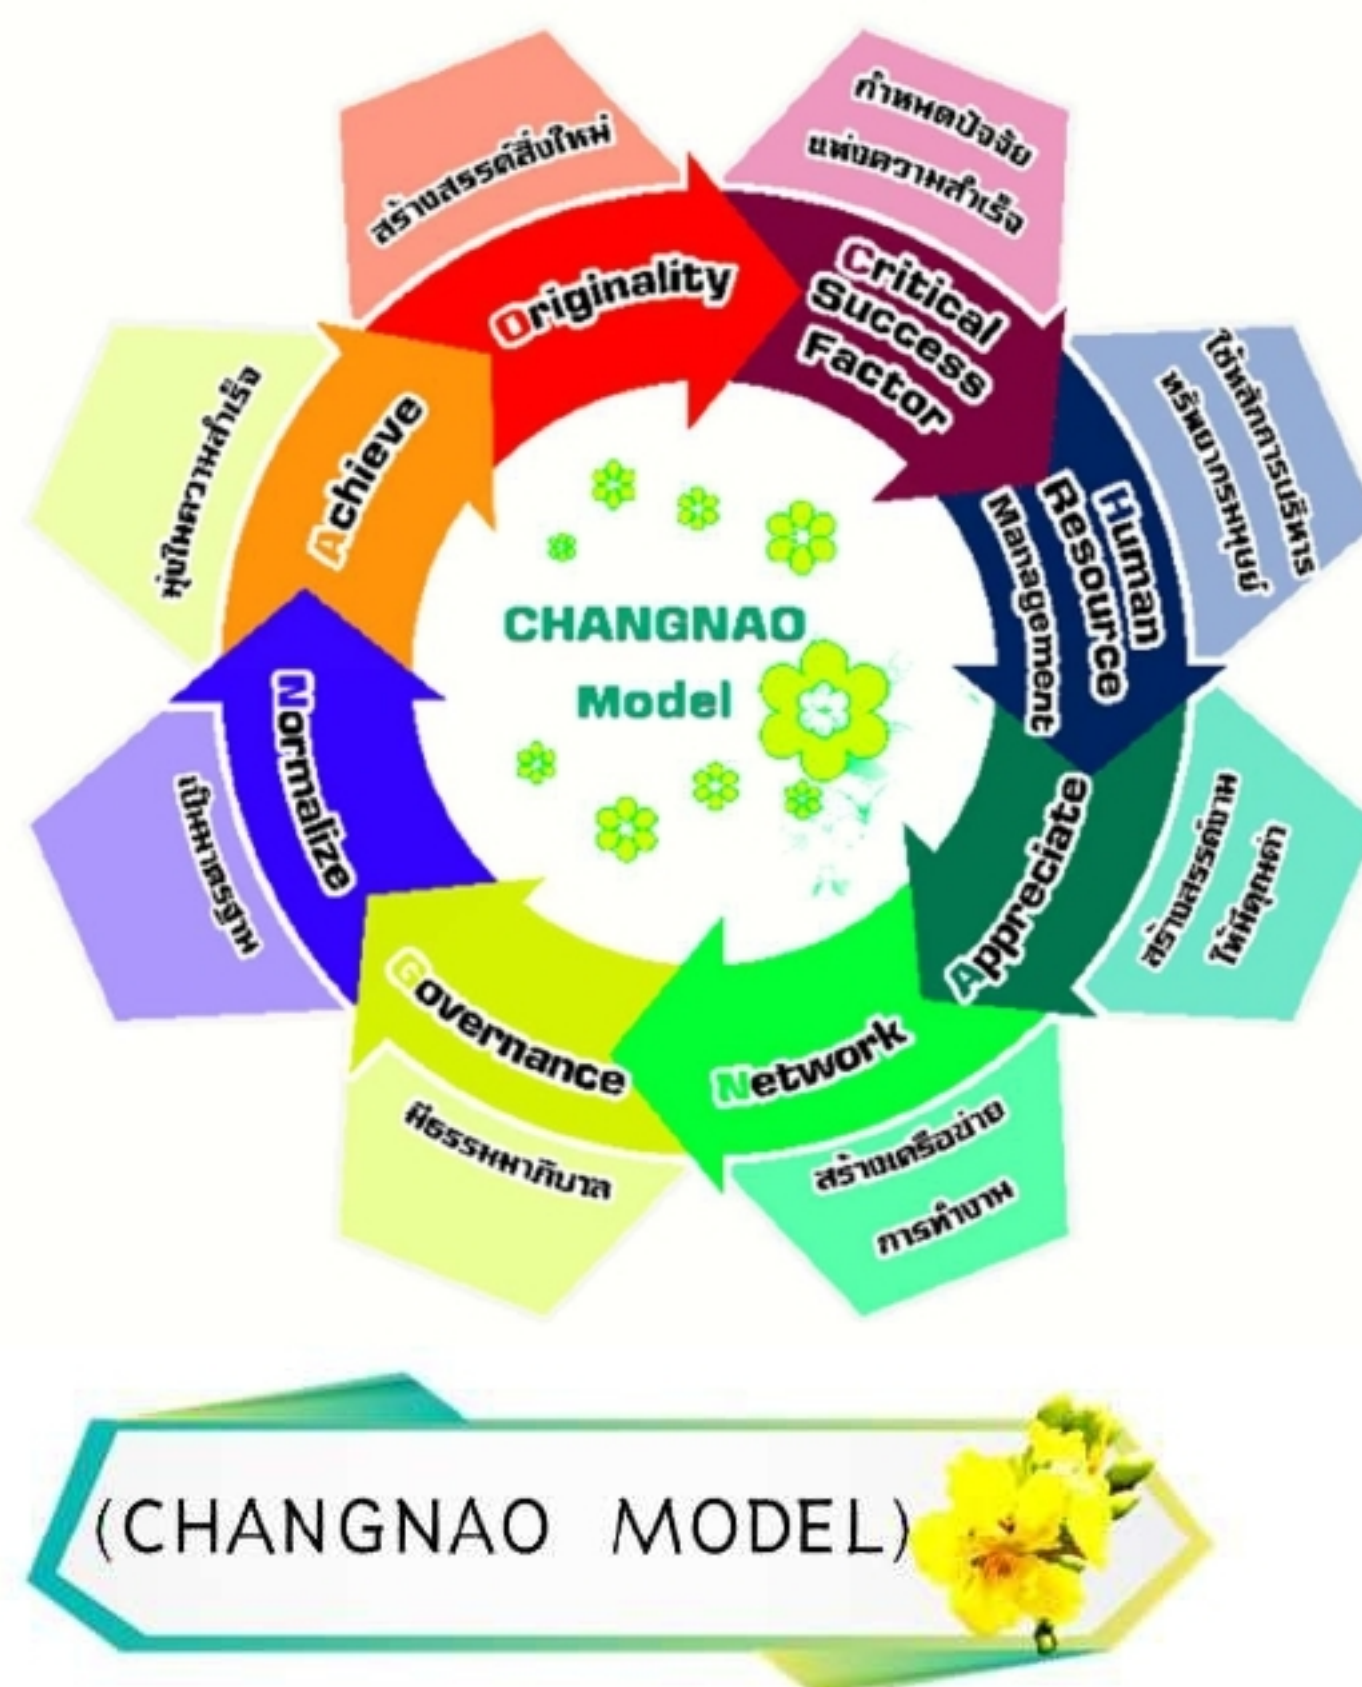 สร้างสรรค์สิ่งใหม่
กำหนดปัจจัย
แห่งความสำเร็จ
Originality
Critical
Success
Factor
มุ่งในความสำเร็จ
Achieve
ใช้หลักการบริหาร
ทรัพยากรมนุษย์
Human
Resource
Management
CHANGNAO
Model
Normalize
เป็นมาตรฐาน
Appreciate
สร้างสรรค์งาน
ให้มีคุณค่า
Governance
มีธรรมมาภิบาล
Network
สร้างเครือข่าย
การทำงาน
(CHANGNAO MODEL)